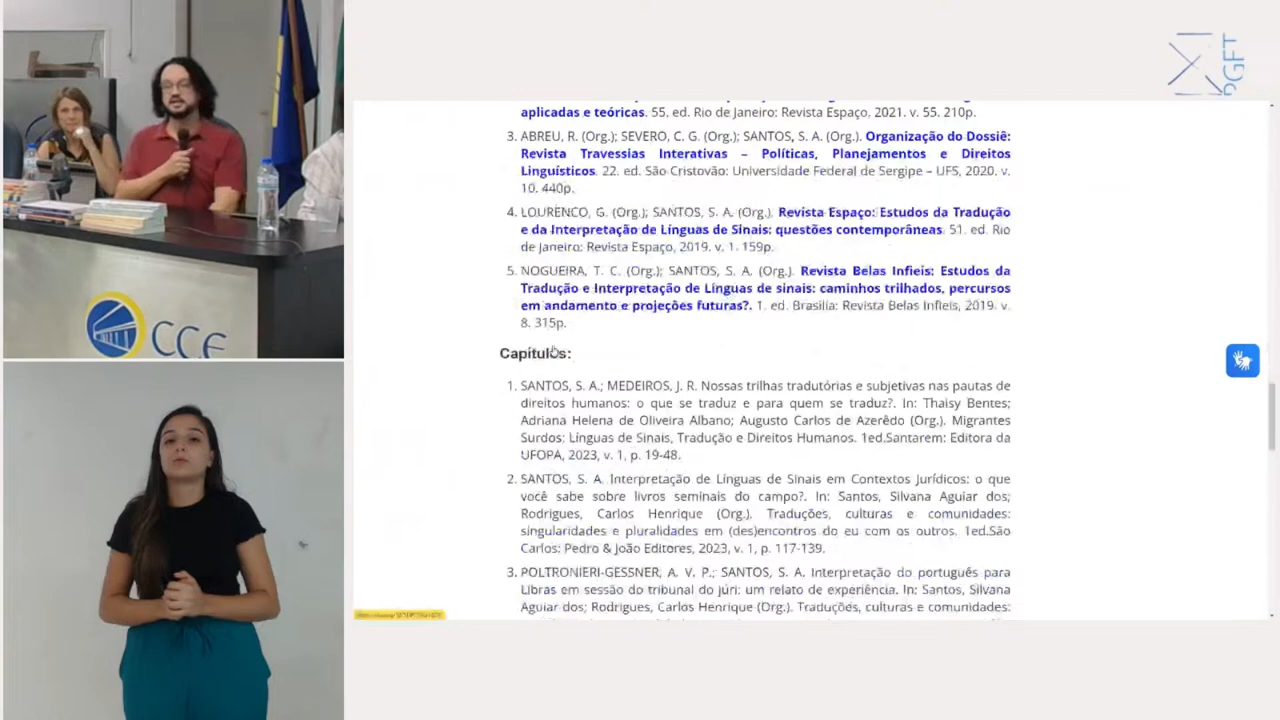 PGFT
aplicadas e teóricas. 55. ed. Rio de Janeiro: Revista Espaço, 2021. v. 55. 210p.
3. ABREU, R. (Org.); SEVERO, C. G. (Org.); SANTOS, S. A. (Org.). Organização do Dossiê:
Revista Travessias Interativas – Políticas, Planejamentos e Direitos
Linguísticos. 22. ed. São Cristovão: Universidade Federal de Sergipe – UFS, 2020. v.
10. 440p.
4. LOURENCO, G. (Org.); SANTOS, S. A. (Org.). Revista Espaço: Estudos da Tradução
e da Interpretação de Línguas de Sinais: questões contemporâneas. 51. ed. Rio
de Janeiro: Revista Espaço, 2019. v. 1. 159p.
5. NOGUEIRA, T. C. (Org.); SANTOS, S. A. (Org.). Revista Belas Infieis: Estudos da
Tradução e Interpretação de Línguas de sinais: caminhos trilhados, percursos
em andamento e projeções futuras?. 1. ed. Brasília: Revista Belas Infieis, 2019. v.
8. 315p.
Capítulos:
1. SANTOS, S. A.; MEDEIROS, J. R. Nossas trilhas tradutórias e subjetivas nas pautas de
direitos humanos: o que se traduz e para quem se traduz?. In: Thaisy Bentes;
Adriana Helena de Oliveira Albano; Augusto Carlos de Azerêdo (Org.). Migrantes
Surdos: Línguas de Sinais, Tradução e Direitos Humanos. 1ed.Santarem: Editora da
UFOPA, 2023, v. 1, p. 19-48.
2. SANTOS, S. A. Interpretação de Línguas de Sinais em Contextos Jurídicos: o que
você sabe sobre livros seminais do campo?. In: Santos, Silvana Aguiar dos;
Rodrigues, Carlos Henrique (Org.). Traduções, culturas e comunidades:
singularidades e pluralidades em (des)encontros do eu com os outros. 1ed.São
Carlos: Pedro & João Editores, 2023, v. 1, p. 117-139.
3. POLTRONIERI-GESSNER, A. V. P.; SANTOS, S. A. Interpretação do português para
Libras em sessão do tribunal do júri: um relato de experiência. In: Santos, Silvana
Aguiar dos; Rodrigues, Carlos Henrique (Org.). Traduções, culturas e comunidades:
CCE